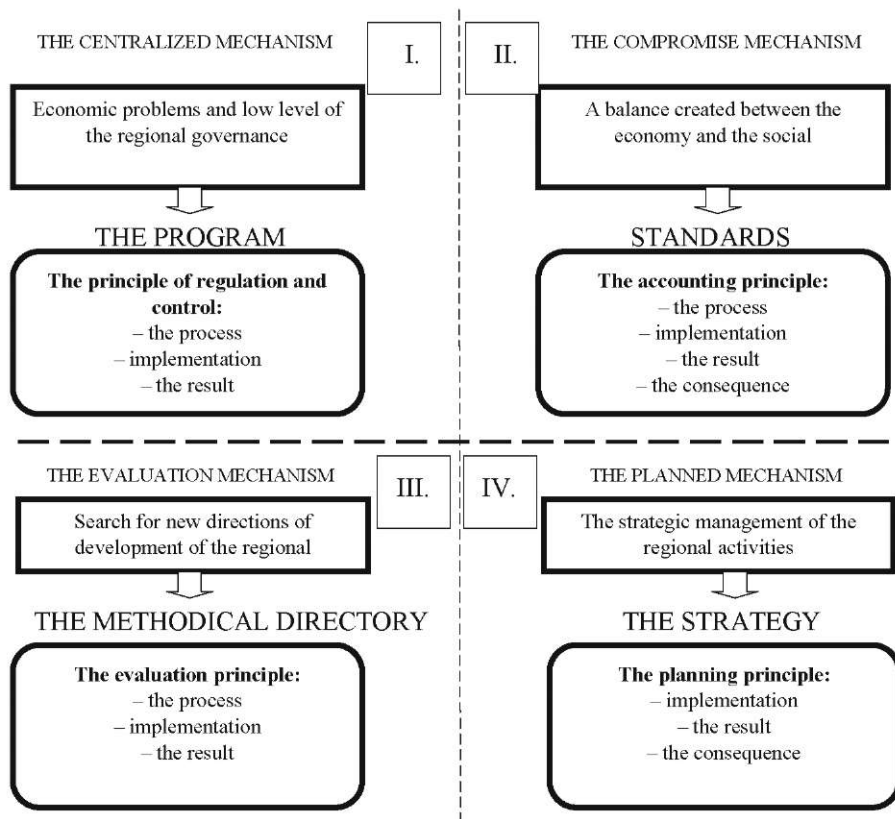 THE CENTRALIZED MECHANISM
I.
Economic problems and low level of
the regional governance
THE PROGRAM
The principle of regulation and
control:
– the process
– implementation
– the result
II.
THE COMPROMISE MECHANISM
A balance created between the
economy and the social
STANDARDS
The accounting principle:
– the process
– implementation
– the result
– the consequence
THE EVALUATION MECHANISM
III.
Search for new directions of
development of the regional
THE METHODICAL DIRECTORY
The evaluation principle:
– the process
– implementation
– the result
IV.
THE PLANNED MECHANISM
The strategic management of the
regional activities
THE STRATEGY
The planning principle:
– implementation
– the result
– the consequence